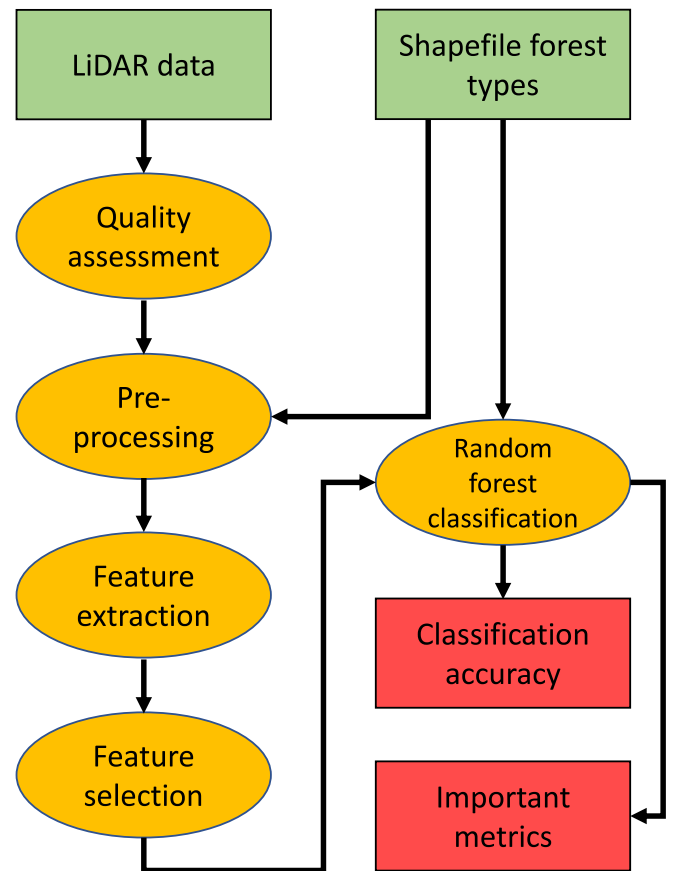 LiDAR data
Shapefile forest
types
Quality
assessment
Pre-
processing
Feature
extraction
Feature
selection
Random
forest
classification
Classification
accuracy
Important
metrics